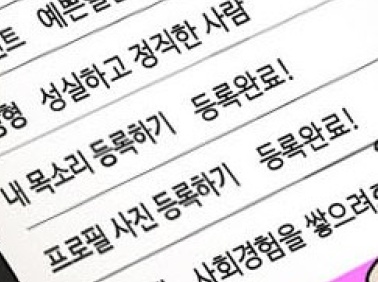 예쁜
형 성실하고 정직한 사람
내 목소리 등록하기 등록완료!
프로필 사진 등록하기 등록완료!
사회경험을 쌓으려